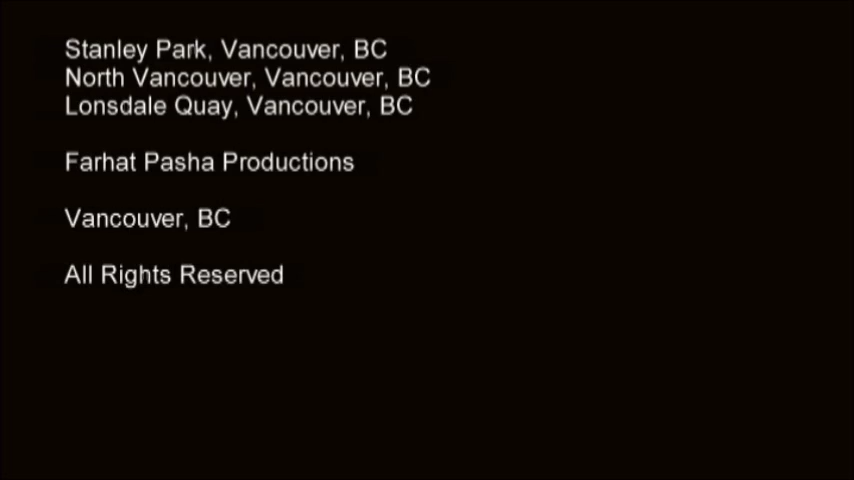 Stanley Park, Vancouver, BC
North Vancouver, Vancouver, BC
Lonsdale Quay, Vancouver, BC
Farhat Pasha Productions
Vancouver, BC
All Rights Reserved